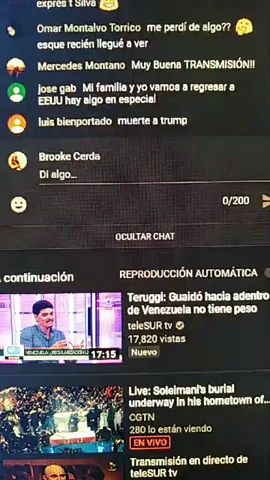 expres t Silva
Omar Montalvo Torrico me perdí de algo??
esque recién llegué a ver
Mercedes Montano Muy Buena TRANSMISIÓN!!
jose gab Mi familia y yo vamos a regresar a
EEUU hay algo en especial
luis bienportado muerte a trump
Brooke Cerda
Di algo...
0/200
OCULTAR CHAT
continuación
REPRODUCCIÓN AUTOMÁTICA
Teruggi: Guaidó hacia adentro
de Venezuela no tiene peso
teleSUR tv
17,820 vistas
Nuevo
17:15
Live: Soleimani's burial
underway in his hometown of...
CGTN
280 lo están viendo
EN VIVO
Transmisión en directo de
teleSUR tv